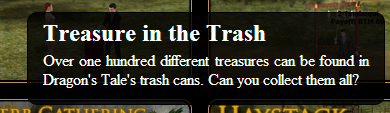 Treasure in the Trash
Over one hundred different treasures can be found in
Dragon's Tale's trash cans. Can you collect them all?
HAYSTACK